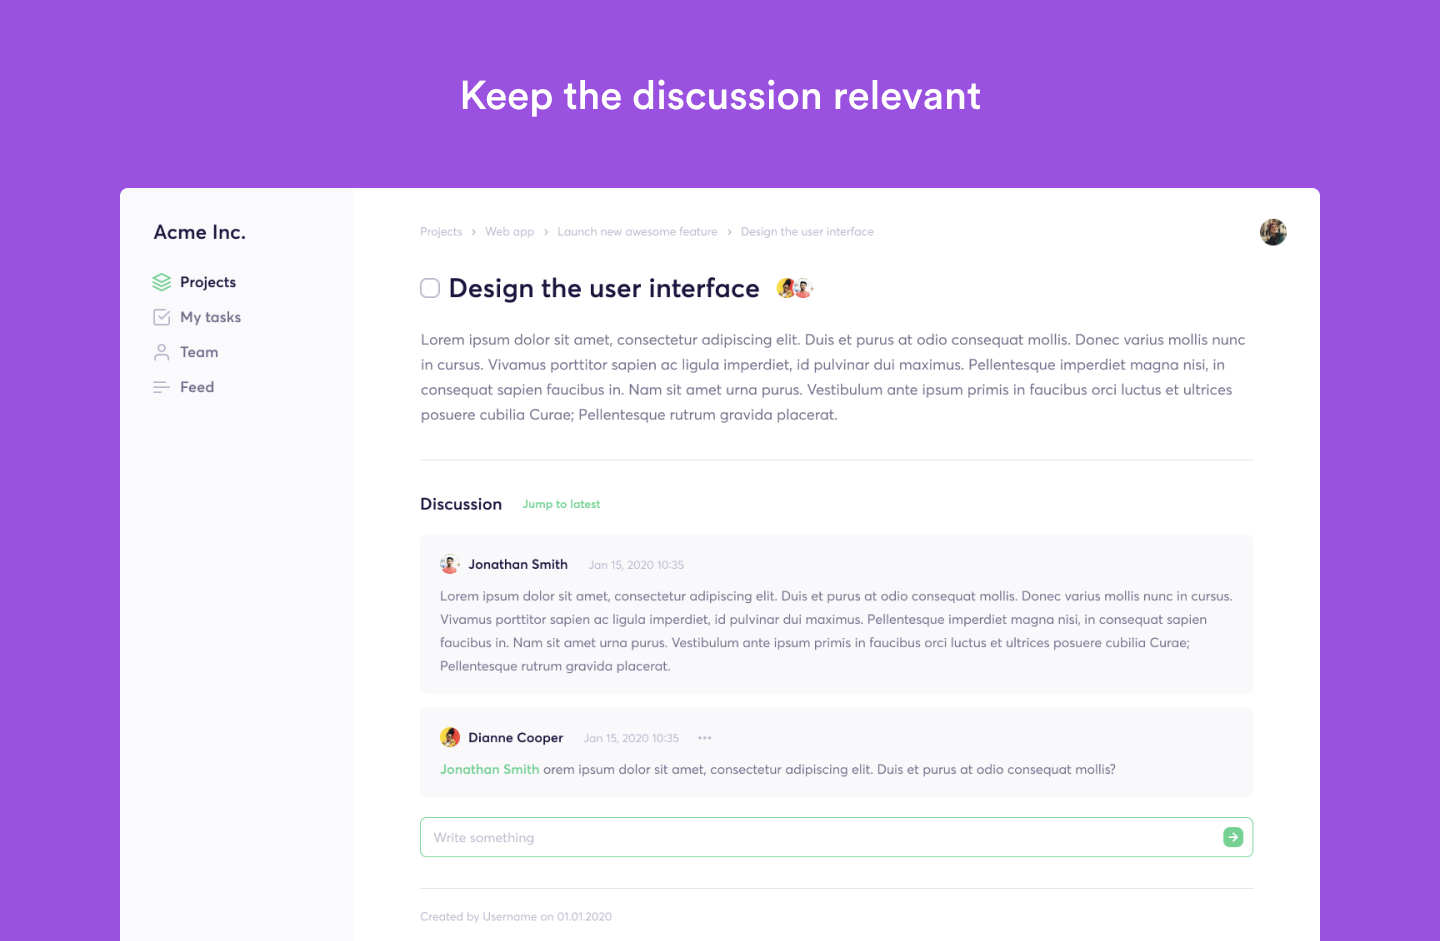 Keep the discussion relevant
Acme Inc.
Projects
My tasks
Team
Feed
Projects > Web app > Launch new awesome feature > Design the user interface
Design the user interface
Lorem ipsum dolor sit amet, consectetur adipiscing elit. Duis et purus at odio consequat mollis. Donec varius mollis nunc
in cursus. Vivamus porttitor sapien ac ligula imperdiet, id pulvinar dui maximus. Pellentesque imperdiet magna nisi, in
consequat sapien faucibus in. Nam sit amet urna purus. Vestibulum ante ipsum primis in faucibus orci luctus et ultrices
posuere cubilia Curae; Pellentesque rutrum gravida placerat.
Discussion Jump to latest
Jonathan Smith Jan 15, 2020 10:35
Lorem ipsum dolor sit amet, consectetur adipiscing elit. Duis et purus at odio consequat mollis. Donec varius mollis nunc in cursus.
Vivamus porttitor sapien ac ligula imperdiet, id pulvinar dui maximus. Pellentesque imperdiet magna nisi, in consequat sapien
faucibus in. Nam sit amet urna purus. Vestibulum ante ipsum primis in faucibus orci luctus et ultrices posuere cubilia Curae;
Pellentesque rutrum gravida placerat.
Dianne Cooper Jan 15, 2020 10:35
Jonathan Smith orem ipsum dolor sit amet, consectetur adipiscing elit. Duis et purus at odio consequat mollis?
Write something
Created by Username on 01.01.2020